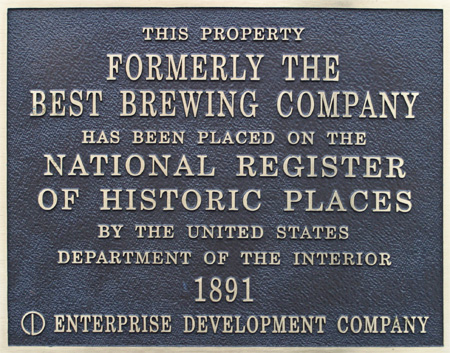 THIS PROPERTY
FORMERLY THE
BEST BREWING COMPANY
HAS BEEN PLACED ON THE
NATIONAL REGISTER
OF HISTORIC PLACES
BY THE UNITED STATES
DEPARTMENT OF THE INTERIOR
1891
ENTERPRISE DEVELOPMENT COMPANY